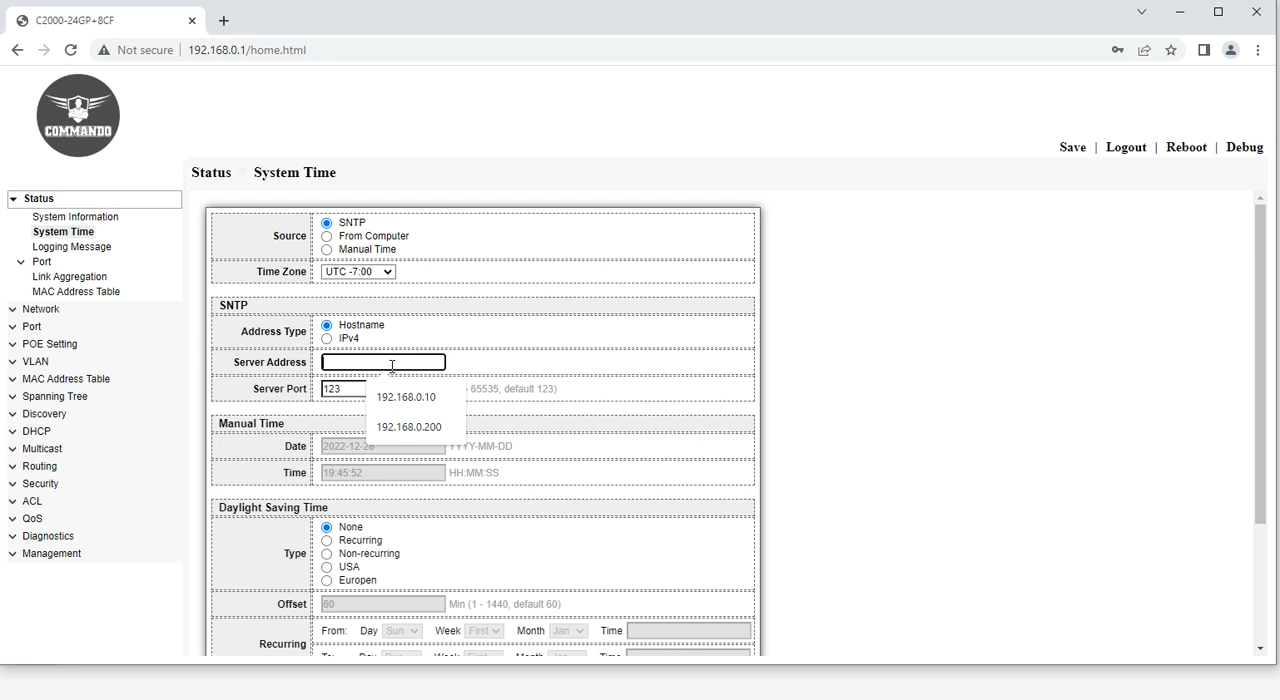 C2000-24GP+8CF
Not secure | 192.168.0.1/home.html
COMMANDO
Save | Logout | Reboot | Debug
Status System Time
Status
System Information
System Time
Logging Message
Port
Link Aggregation
MAC Address Table
Network
Port
POE Setting
VLAN
MAC Address Table
Spanning Tree
Discovery
DHCP
Multicast
Routing
Security
ACL
QoS
Diagnostics
Management
Source
SNTP
From Computer
Manual Time
Time Zone UTC -7:00
SNTP
Address Type
Hostname
IPv4
Server Address
Server Port 123 - 65535, default 123)
192.168.0.10
192.168.0.200
Manual Time
Date YYYY-MM-DD
Time 19:45:52 HH:MM:SS
Daylight Saving Time
Type
None
Recurring
Non-recurring
USA
Europen
Offset 60 Min (1 - 1440, default 60)
Recurring
From: Day Sun Week First Month Jan Time